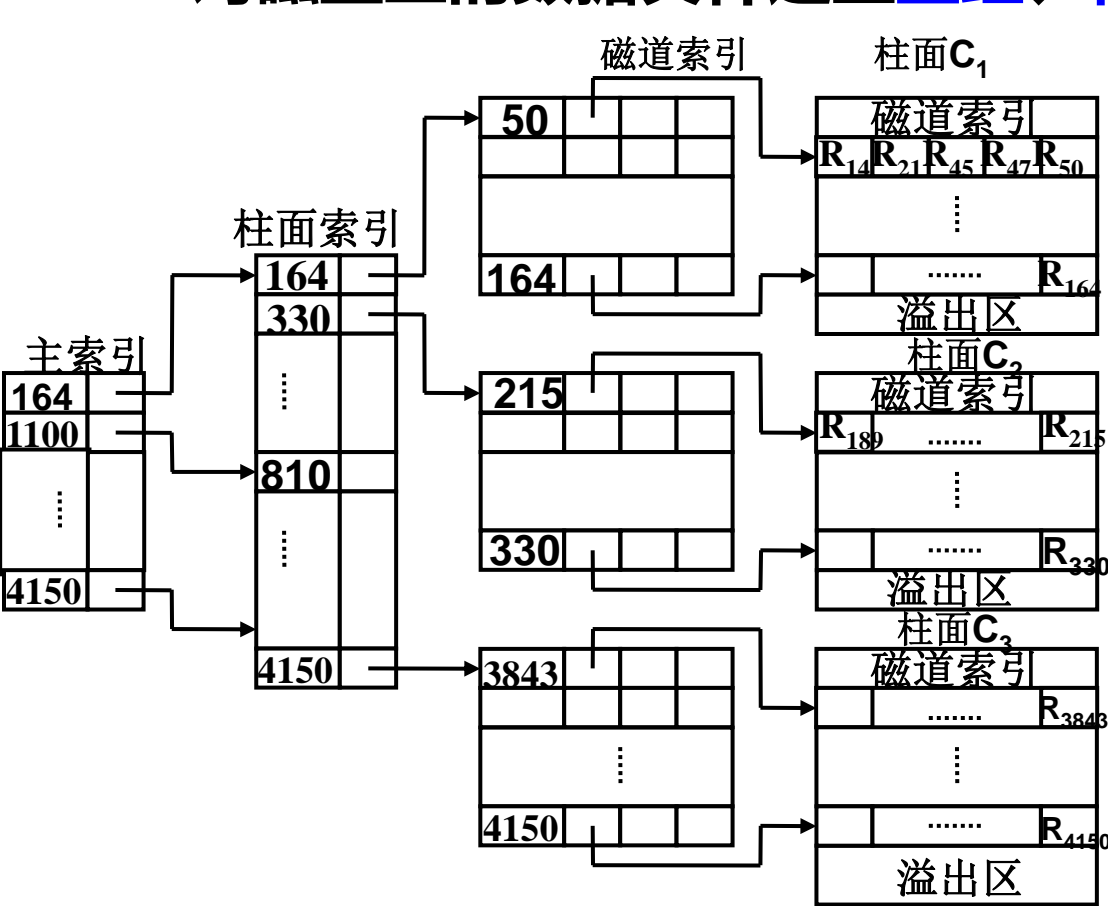 磁道索引
柱面C1
50
磁道索引
R14 R21 R45 R47 R50
柱面索引
164
164
R164
330
溢出区
主索引
柱面C2
164
215
磁道索引
1100
R189 ....... R215
810
330
....... R330
4150
溢出区
柱面C3
4150
3843
磁道索引
....... R3843
4150
....... R4150
溢出区